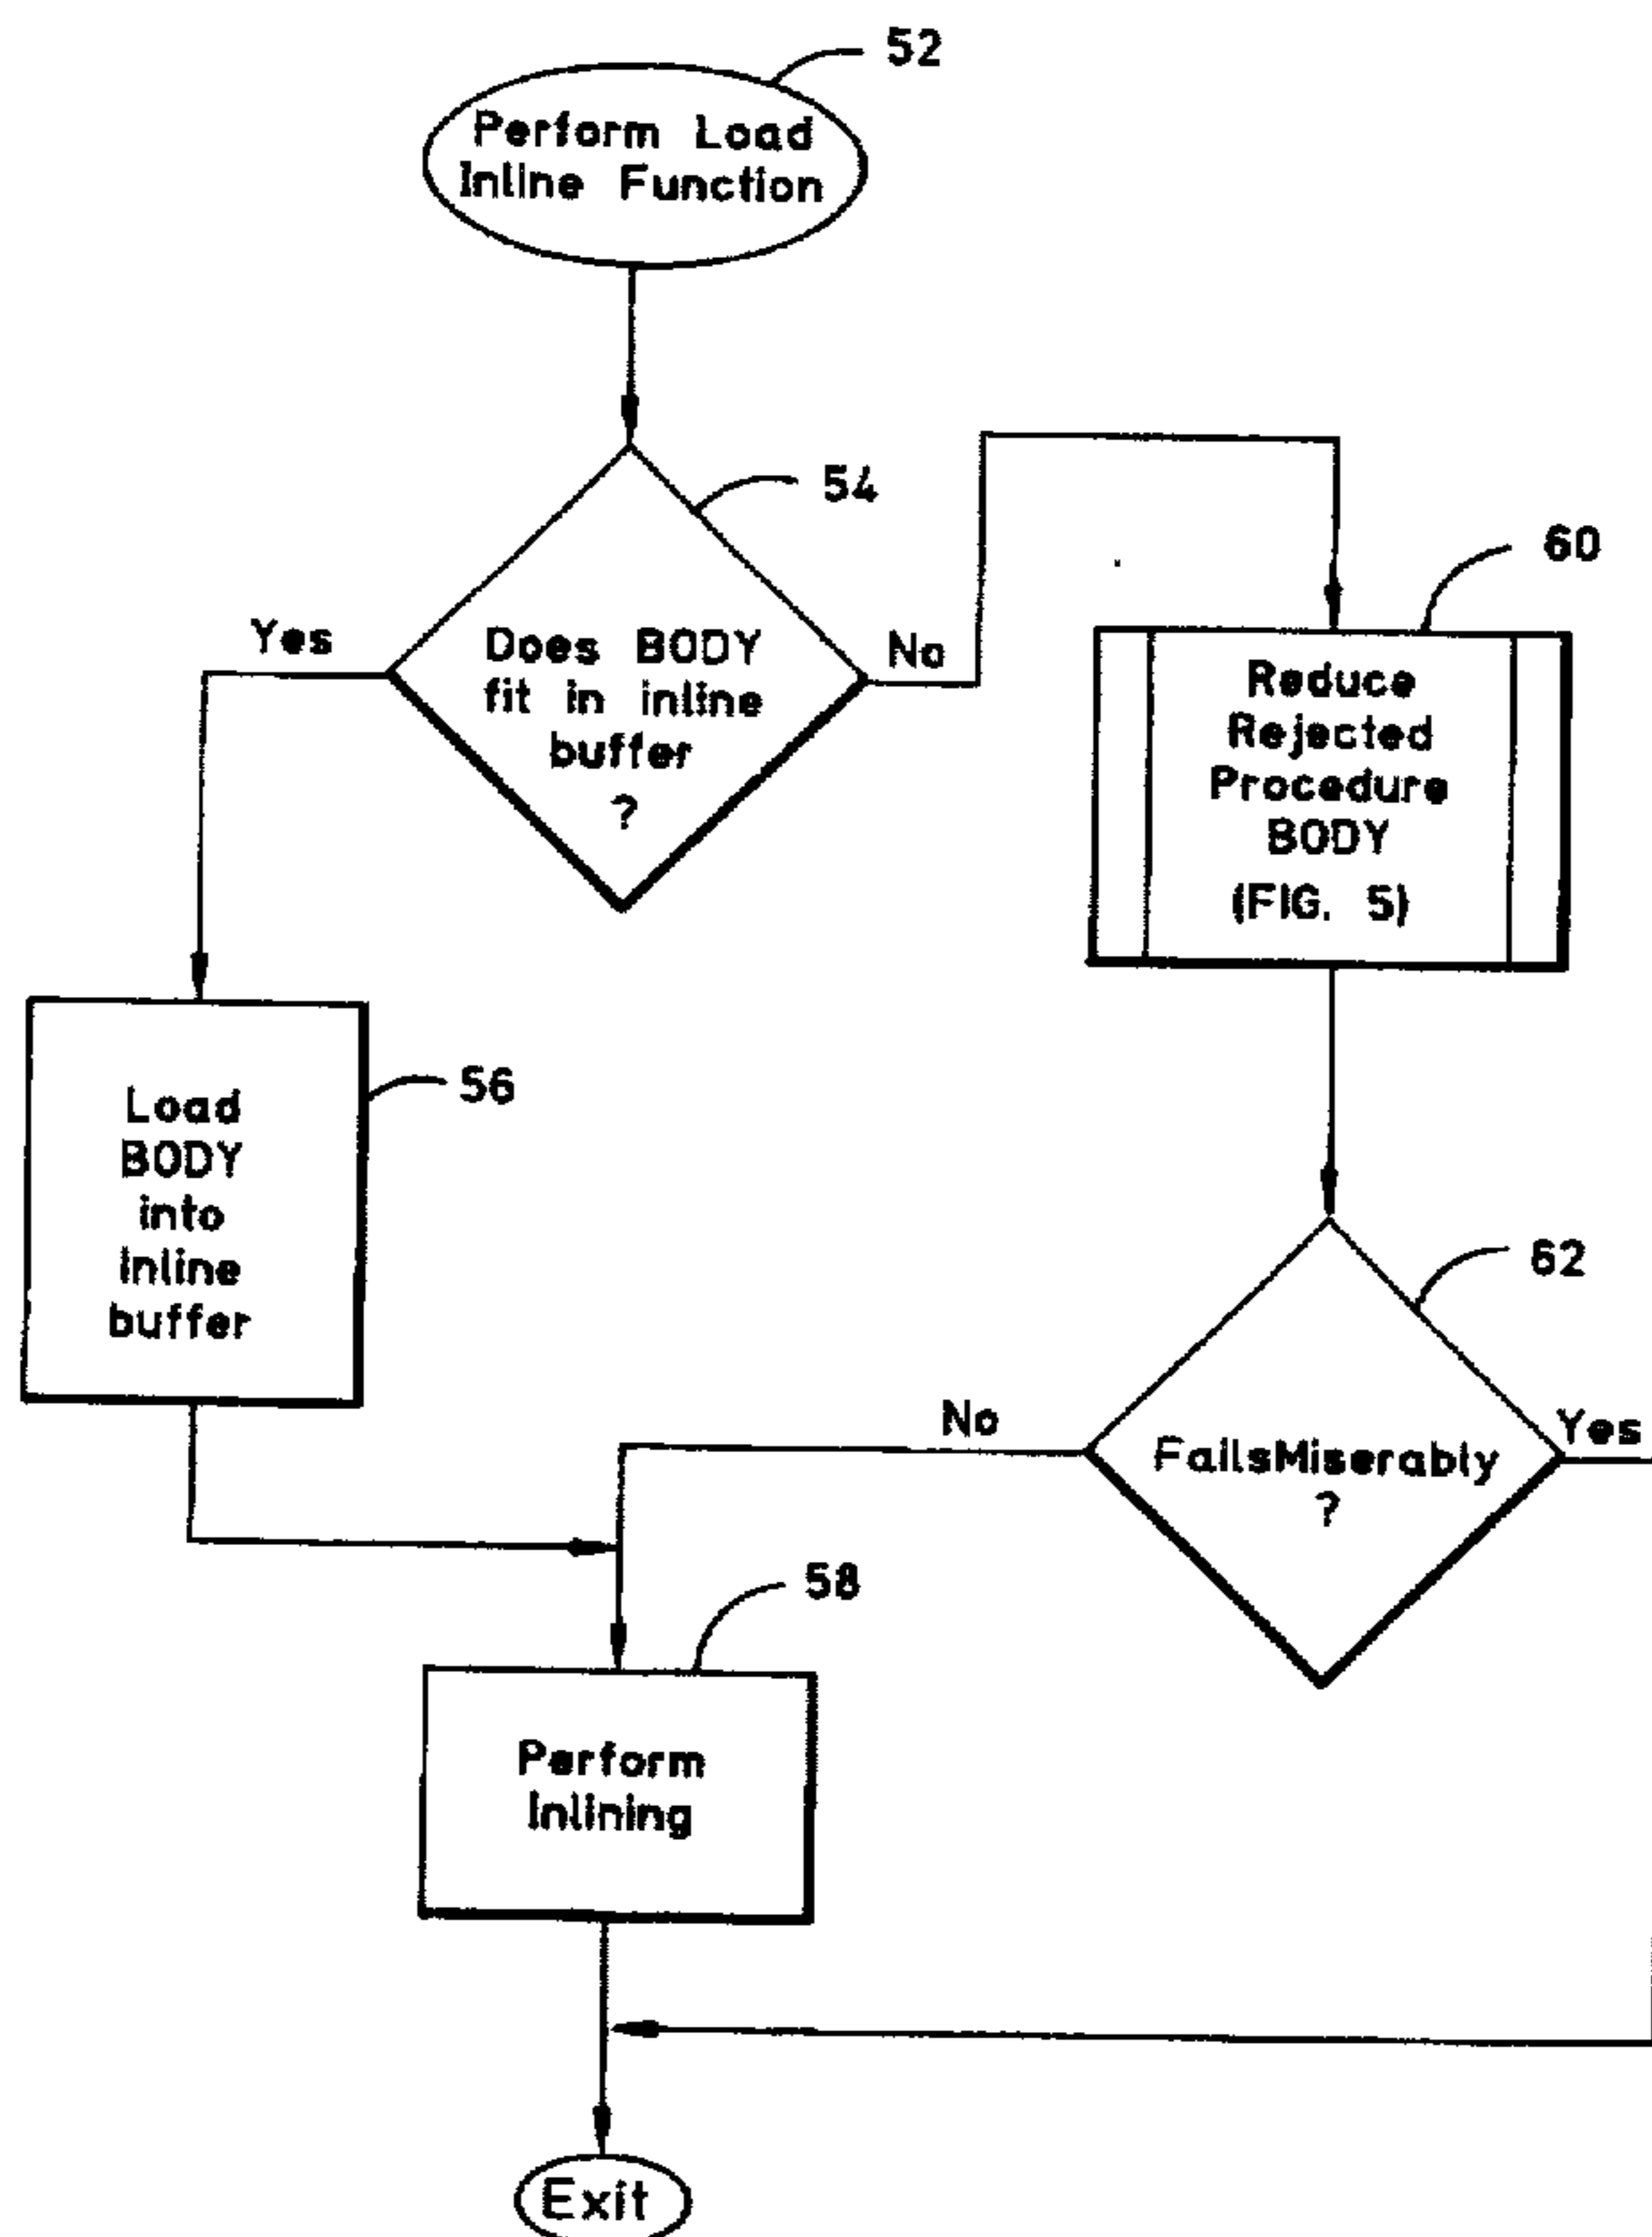 52
Perform Load
Inline Function
54
Yes
Does BODY
fit in inline
buffer
?
No
60
Reduce
Rejected
Procedure
BODY
(FIG. 5)
56
Load
BODY
into
Inline
buffer
62
No
FailsMiserably
?
Yes
58
Perform
Inlining
Exit